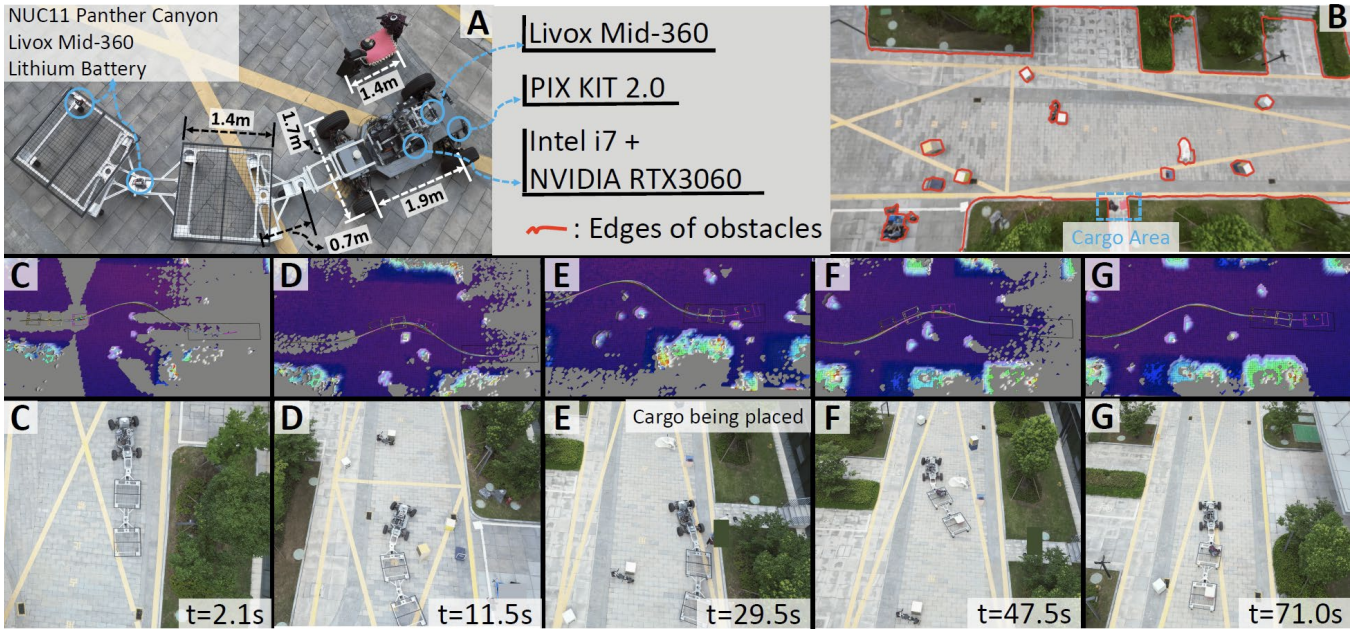 NUC11 Panther Canyon
Livox Mid-360
Lithium Battery
A
1.4m
1.4m
1.7m
1.9m
0.7m
Livox Mid-360
PIX KIT 2.0
Intel i7 +
NVIDIA RTX3060
: Edges of obstacles
B
Cargo Area
C
D
E
F
G
C
D
E
Cargo being placed
F
G
t=2.1s
t=11.5s
t=29.5s
t=47.5s
t=71.0s